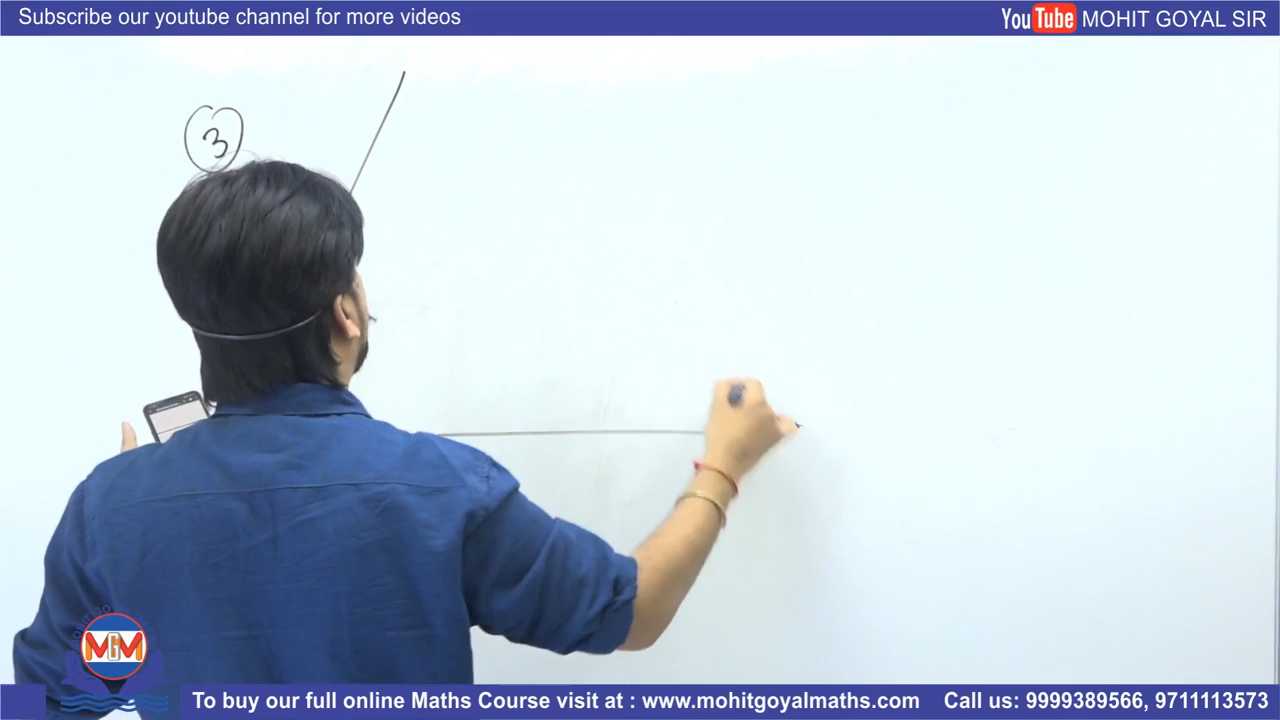 Subscribe our youtube channel for more videos
YouTube MOHIT GOYAL SIR
3
MGM
To buy our full online Maths Course visit at : www.mohitgoyalmaths.com Call us: 9999389566, 9711113573